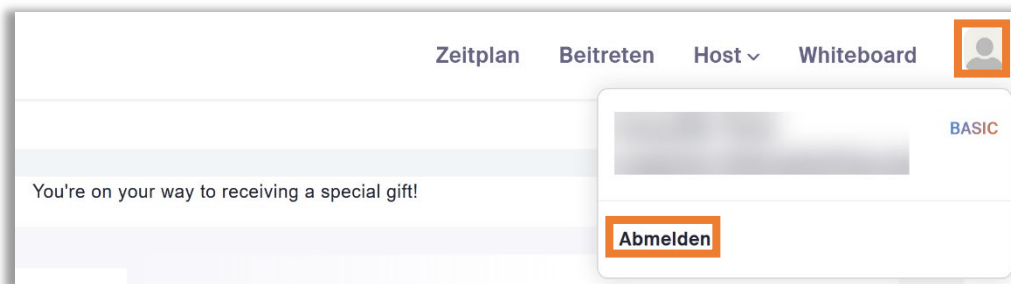 Zeitplan Beitreten Host Whiteboard
BASIC
You're on your way to receiving a special gift!
Abmelden